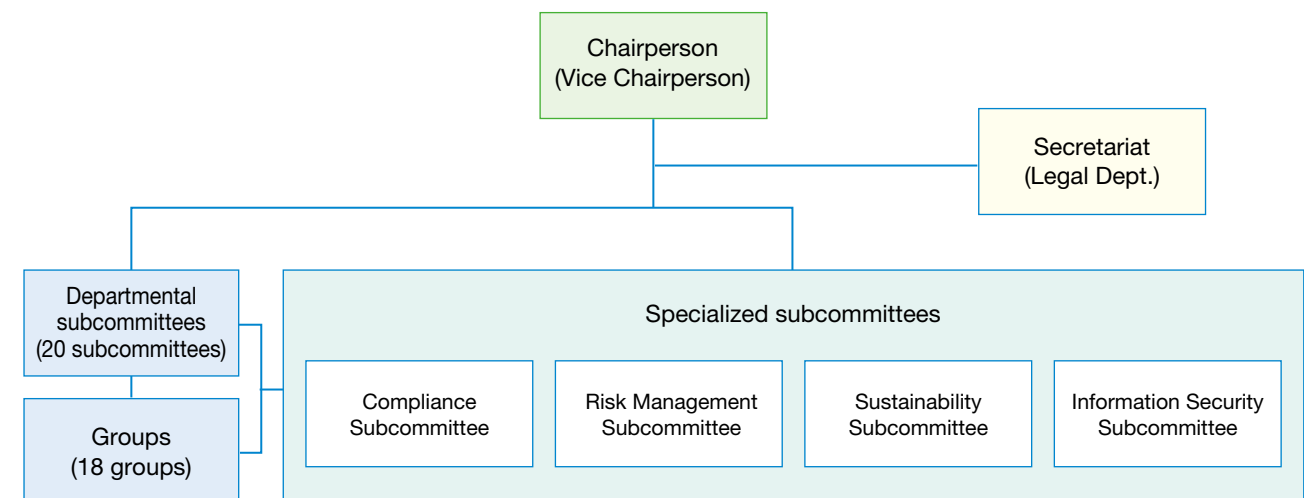 Chairperson
(Vice Chairperson)
Secretariat
(Legal Dept.)
Departmental
subcommittees
(20 subcommittees)
Groups
(18 groups)
Specialized subcommittees
Compliance
Subcommittee
Risk Management
Subcommittee
Sustainability
Subcommittee
Information Security
Subcommittee